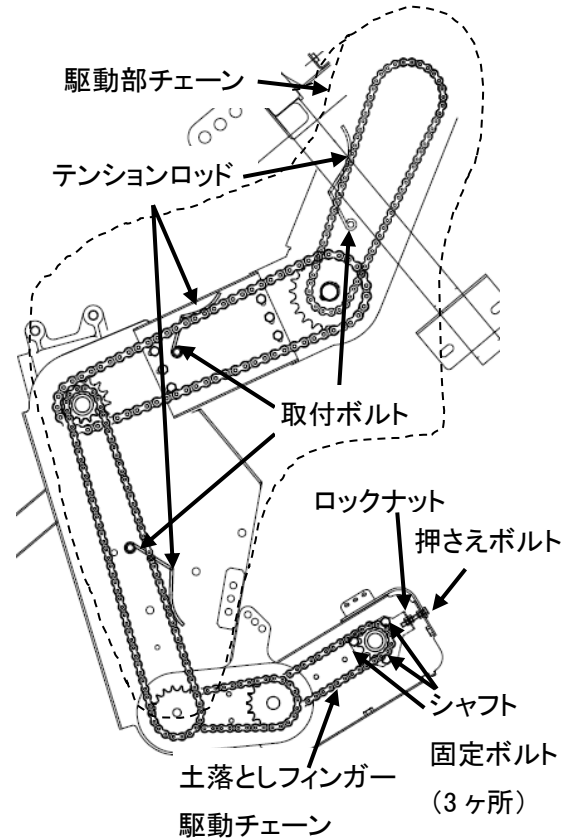 駆動部チェーン
テンションロッド
取付ボルト
ロックナット
押さえボルト
シャフト
固定ボルト
(3ヶ所)
土落としフィンガー
駆動チェーン